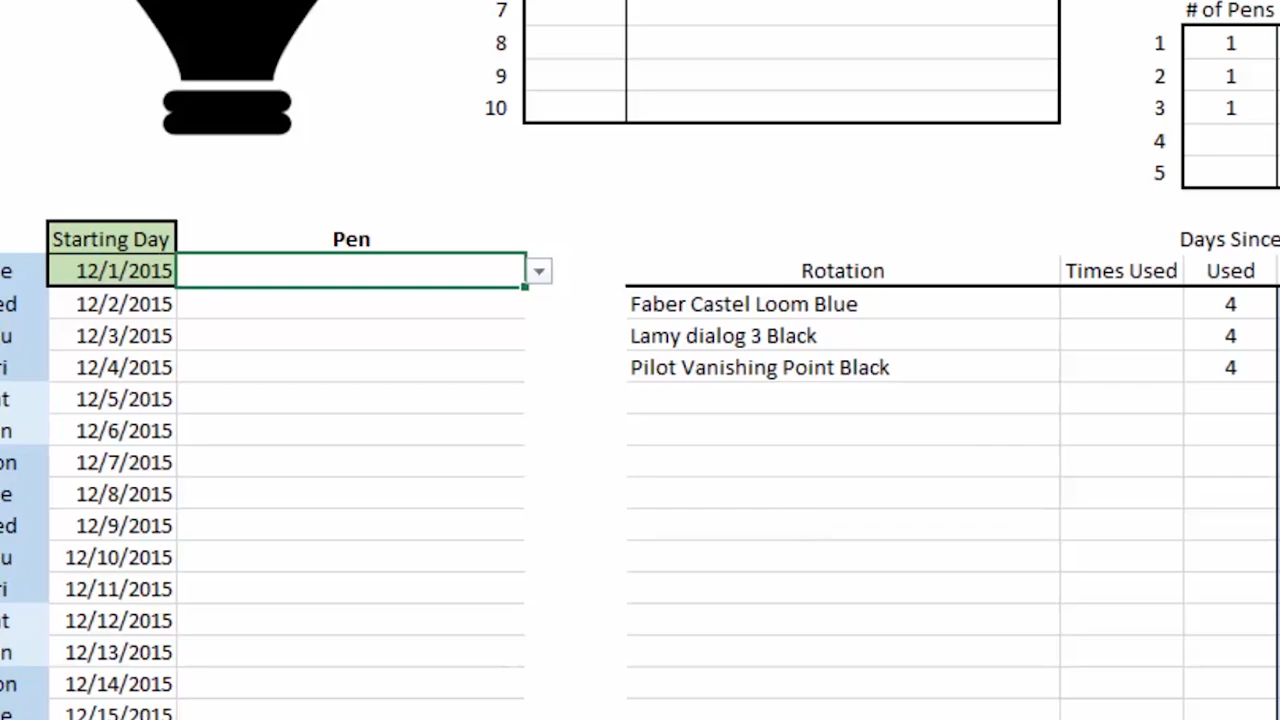 7
# of Pens
8
1 1
9
2 1
10
3 1
4
5
Starting Day Pen Days Since
e 12/1/2015 Rotation Times Used Used
ed 12/2/2015 Faber Castel Loom Blue 4
u 12/3/2015 Lamy dialog 3 Black 4
ri 12/4/2015 Pilot Vanishing Point Black 4
at 12/5/2015
n 12/6/2015
on 12/7/2015
e 12/8/2015
ed 12/9/2015
u 12/10/2015
ri 12/11/2015
at 12/12/2015
n 12/13/2015
on 12/14/2015
e 12/15/2015